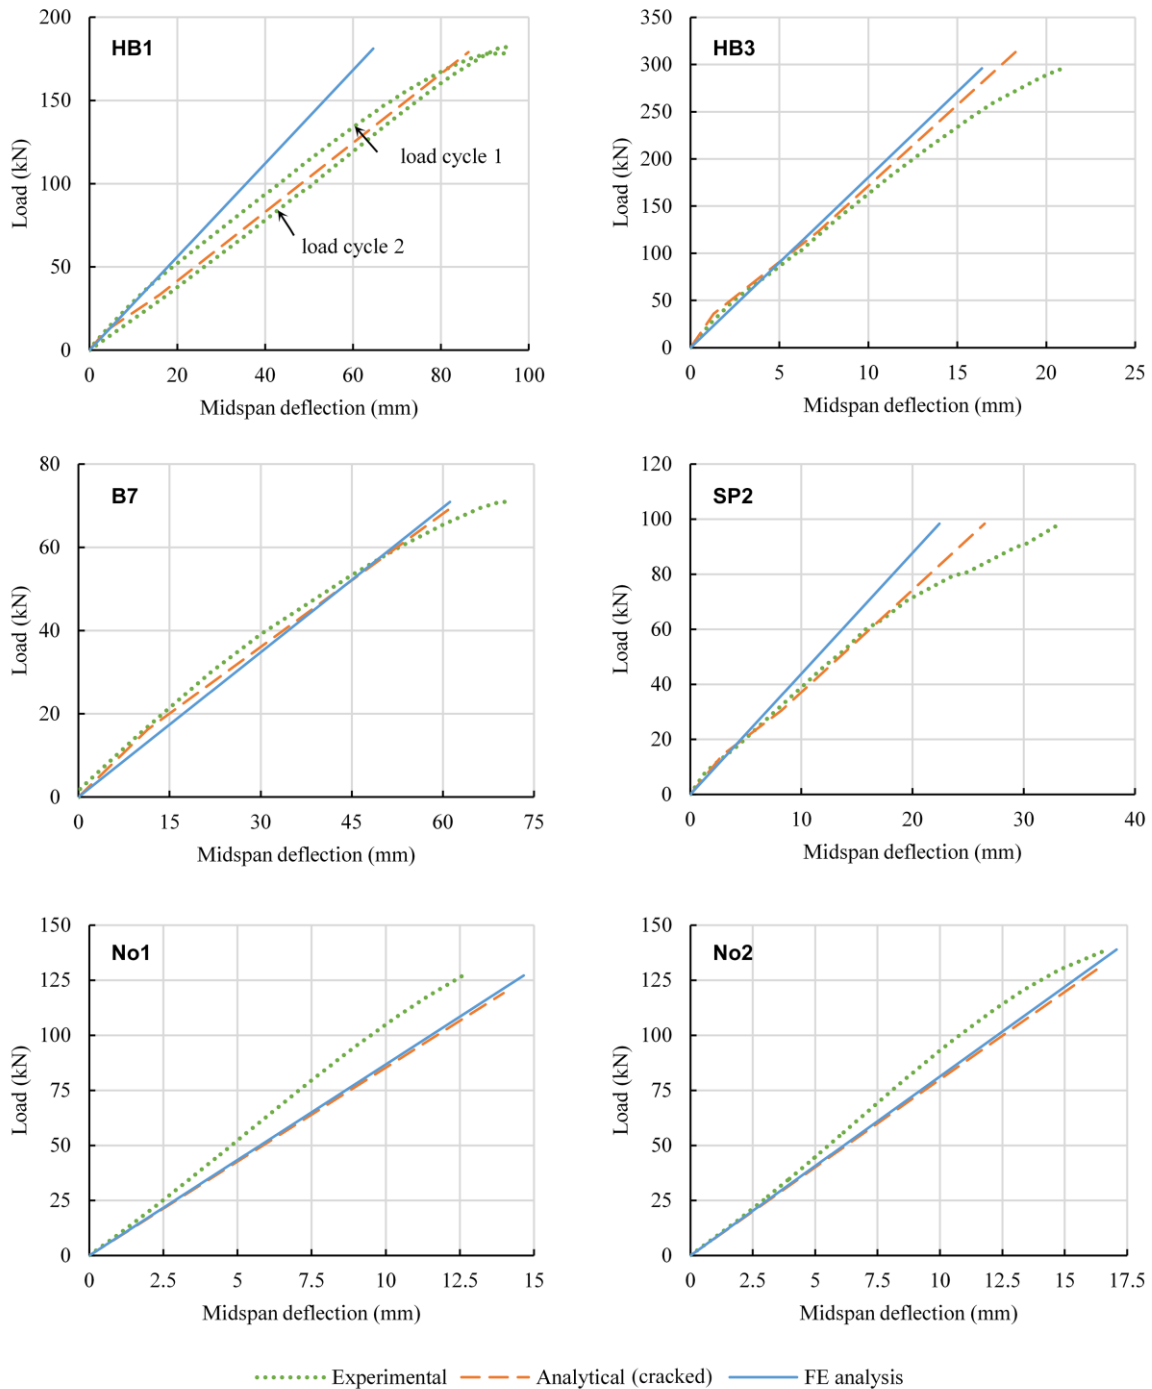 HB1
Load (kN)
200
150
100
50
0
load cycle 1
load cycle 2
0 20 40 60 80 100
Midspan deflection (mm)
HB3
Load (kN)
350
300
250
200
150
100
50
0
0 5 10 15 20 25
Midspan deflection (mm)
B7
Load (kN)
80
60
40
20
0
0 15 30 45 60 75
Midspan deflection (mm)
SP2
Load (kN)
120
100
80
60
40
20
0
0 10 20 30 40
Midspan deflection (mm)
No1
Load (kN)
150
125
100
75
50
25
0
0 2.5 5 7.5 10 12.5 15
Midspan deflection (mm)
No2
Load (kN)
150
125
100
75
50
25
0
0 2.5 5 7.5 10 12.5 15 17.5
Midspan deflection (mm)
Experimental Analytical (cracked) FE analysis